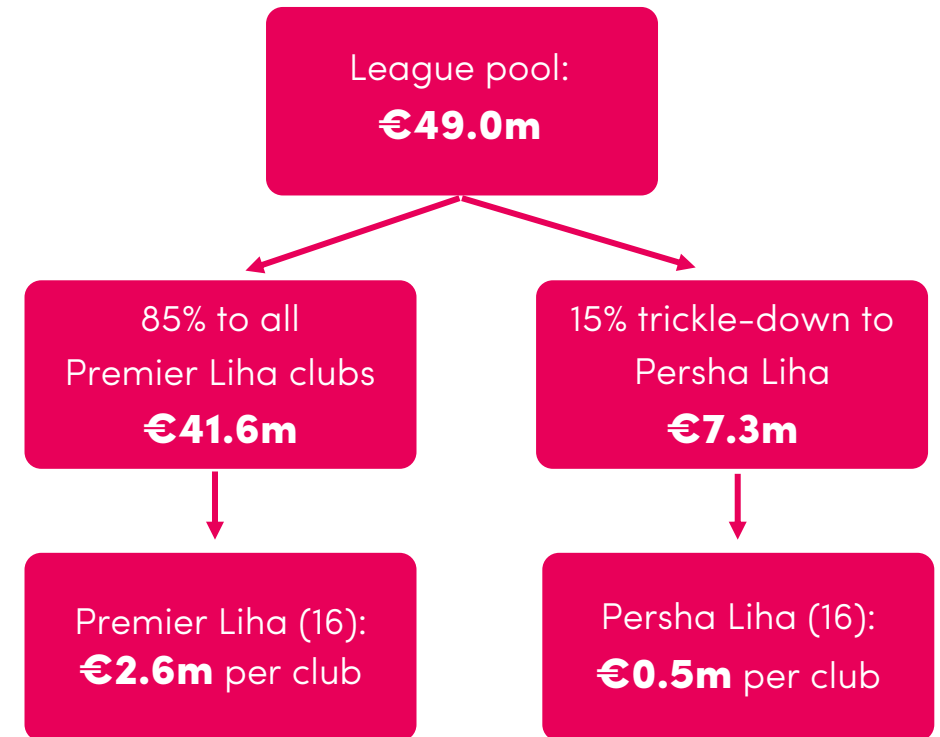 League pool:
€49.0m
85% to all
Premier Liha clubs
€41.6m
15% trickle-down to
Persha Liha
€7.3m
Premier Liha (16):
€2.6m per club
Persha Liha (16):
€0.5m per club